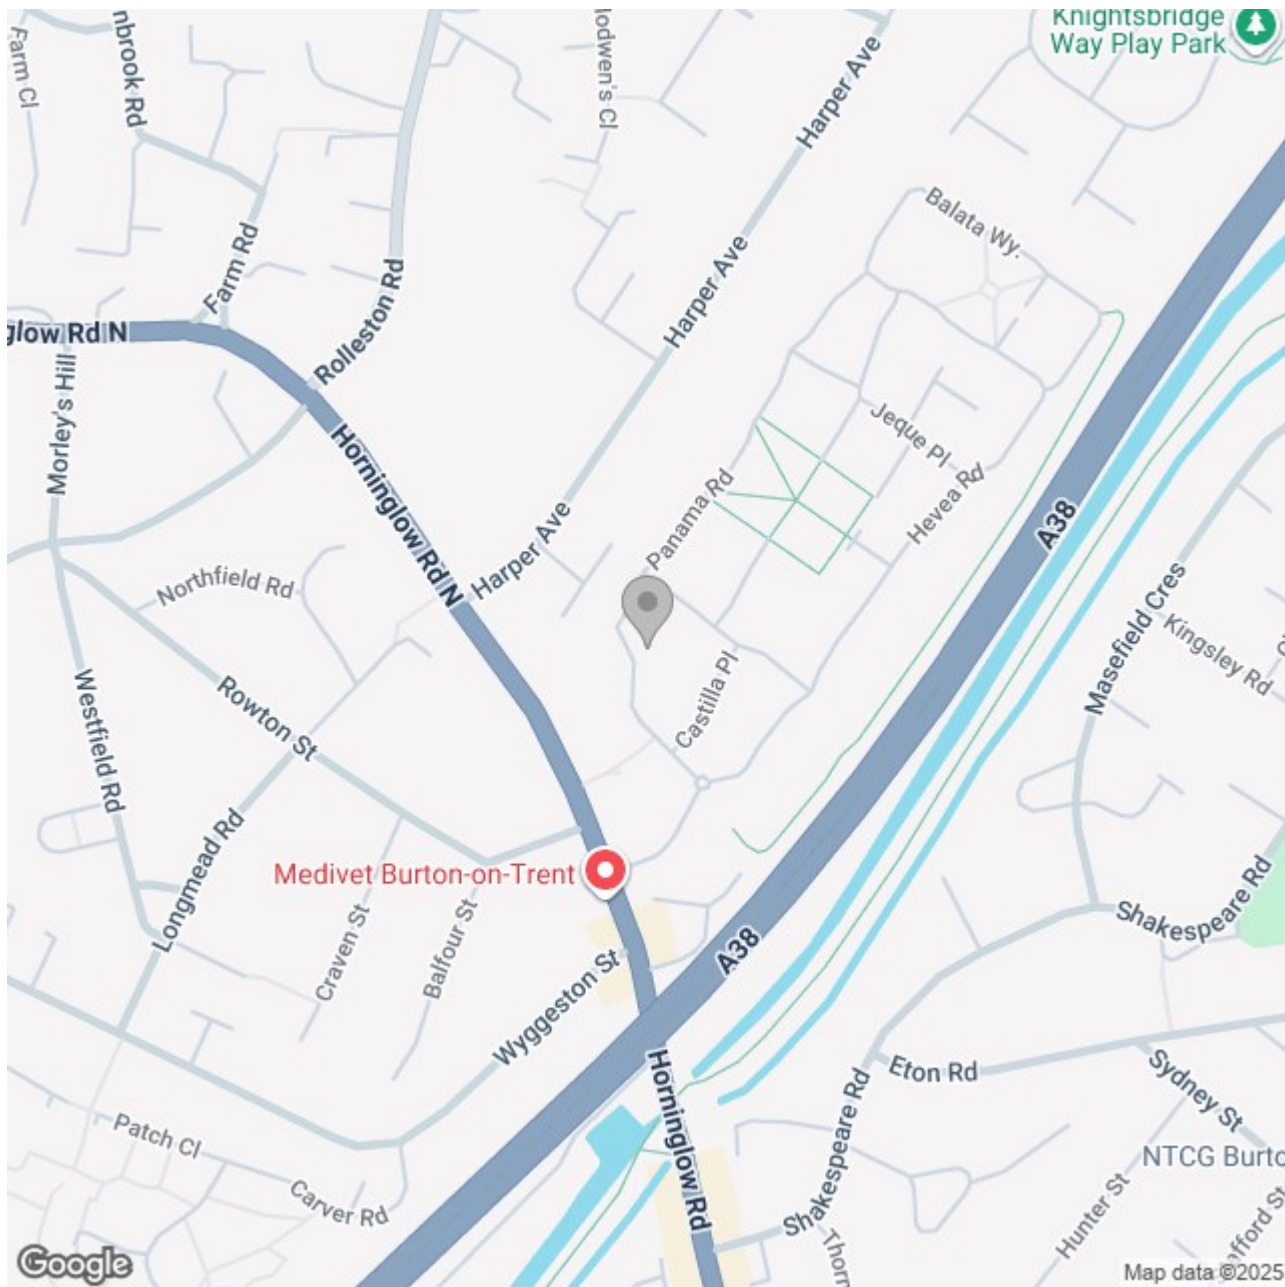 Knightsbridge
Way Play Park
Farm Cl
nbrook Rd
odwen's Cl
Harper Ave
Balata Wy.
Farm Rd
Rolleston Rd
Harper Ave
glow Rd N
Morley's Hill
Jeque Pl
Horninglow Rd N
Panama Rd
Hevea Rd
A38
Harper Ave
Northfield Rd
Masefield Cres
Kingsley Rd
Westfield Rd
Rowton St
Castilla Pl
Longmead Rd
Medivet Burton-on-Trent
Shakespeare Rd
Craven St
Balfour St
A38
Wyggeston St
Horninglow Rd
Eton Rd
Sydney St
Shakespeare Rd
Patch Cl
NTCG Burto
Carver Rd
Hunter St
afford St
Thorn
Google
Map data ©2025